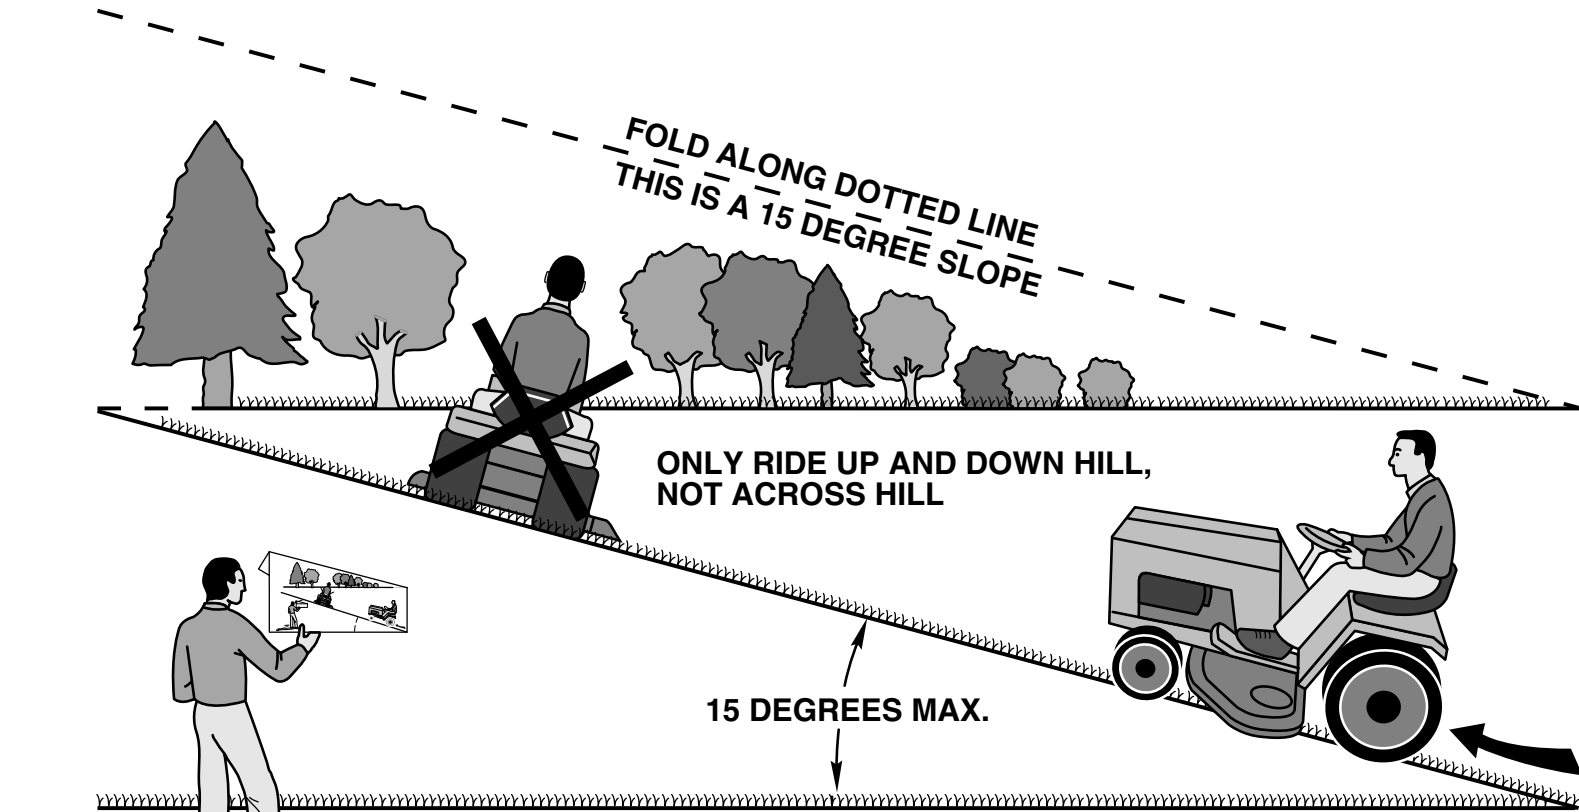 FOLD ALONG DOTTED LINE
THIS IS A 15 DEGREE SLOPE
ONLY RIDE UP AND DOWN HILL,
NOT ACROSS HILL
15 DEGREES MAX.